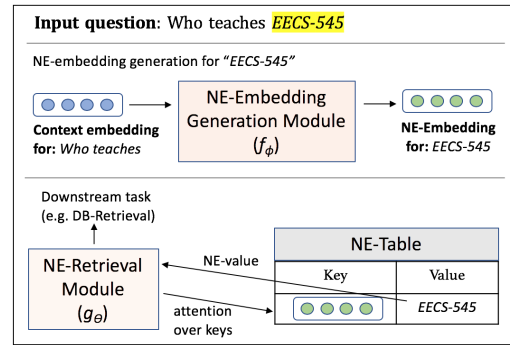 Input question: Who teaches EECS-545
NE-embedding generation for “EECS-545”
Context embedding
for: Who teaches
NE-Embedding
Generation Module
(fϕ)
NE-Embedding
for: EECS-545
Downstream task
(e.g. DB-Retrieval)
NE-Retrieval
Module
(gΘ)
NE-value
attention
over keys
NE-Table
Key Value
EECS-545